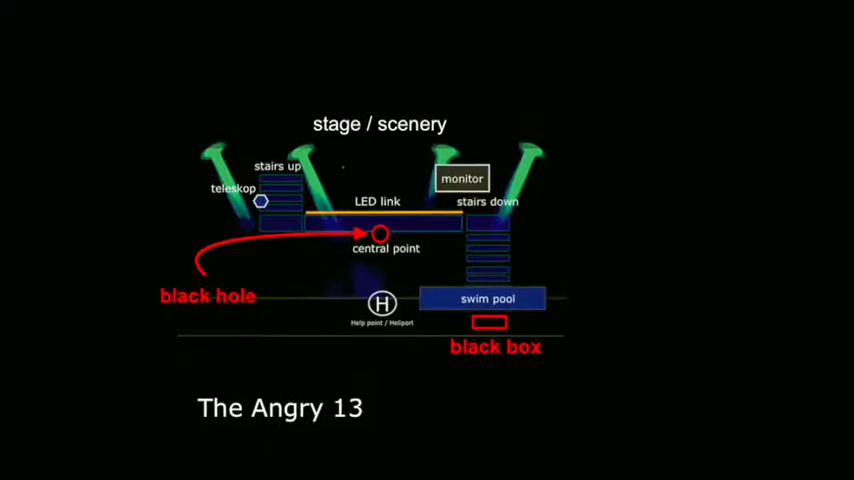 stage / scenery
stairs up
monitor
teleskop
LED link
stairs down
central point
black hole
swim pool
H
Help point / Heliport
black box
The Angry 13